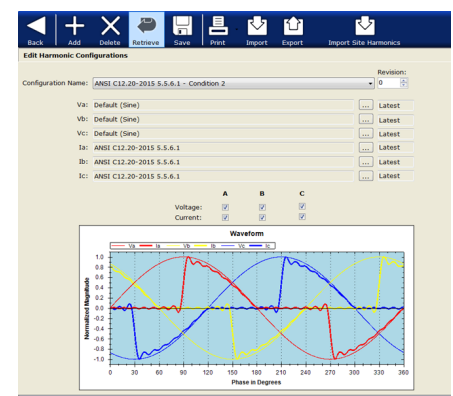 Back Add Delete Retrieve Save Print Import Export Import Site Harmonics
Edit Harmonic Configurations
Revision:
Configuration Name: ANSI C12.20-2015 5.5.6.1 - Condition 2 0
Va: Default (Sine) ... Latest
Vb: Default (Sine) ... Latest
Vc: Default (Sine) ... Latest
Ia: ANSI C12.20-2015 5.5.6.1 ... Latest
Ib: ANSI C12.20-2015 5.5.6.1 ... Latest
Ic: ANSI C12.20-2015 5.5.6.1 ... Latest
A B C
Voltage:
Current:
Waveform
Va Ia Vb Ib Vc Ic
Normalized Magnitude
1.0
0.8
0.6
0.4
0.2
0.0
-0.2
-0.4
-0.6
-0.8
-1.0
0 30 60 90 120 150 180 210 240 270 300 330 360
Phase in Degrees